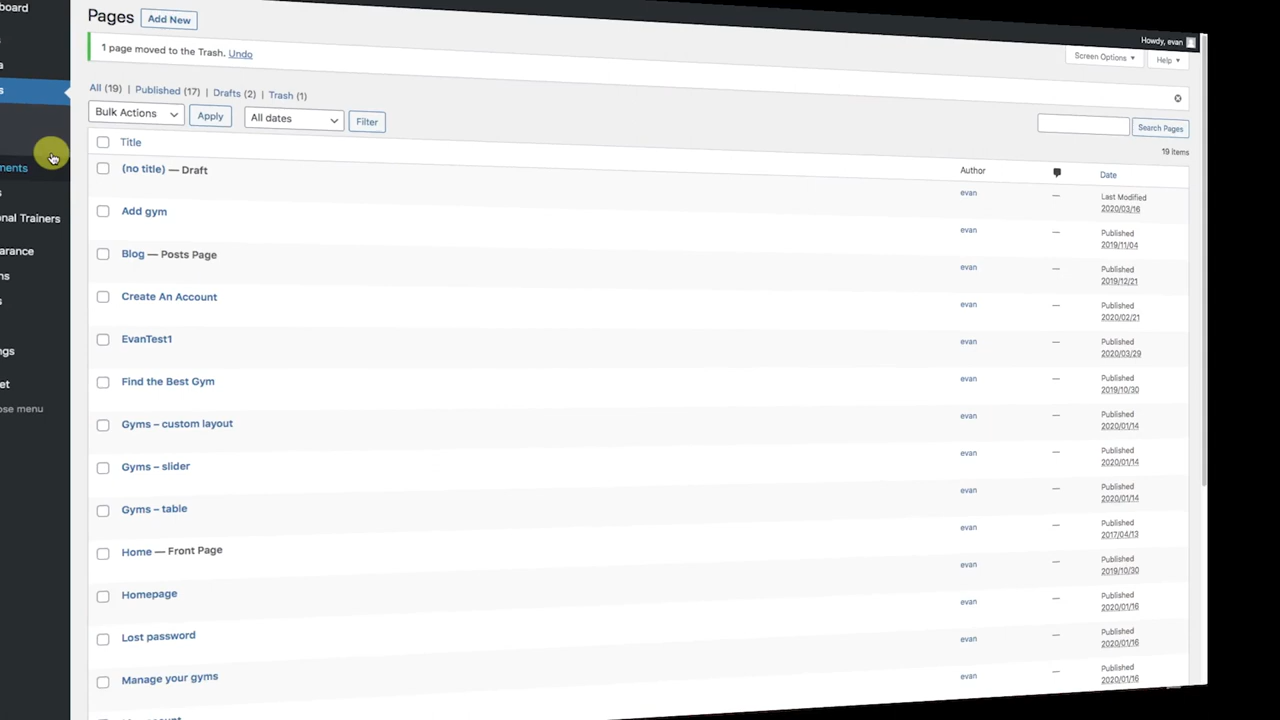 board
Pages Add New
Howdy, evan
1 page moved to the Trash. Undo
Screen Options Help
All (19) | Published (17) | Drafts (2) | Trash (1)
Bulk Actions Apply All dates Filter
Search Pages
19 items
Title Author Date
(no title) — Draft evan — Last Modified
2020/03/16
Add gym evan — Published
2019/11/04
Blog — Posts Page evan — Published
2019/12/21
Create An Account evan — Published
2020/02/21
EvanTest1 evan — Published
2020/03/29
Find the Best Gym evan — Published
2019/10/30
Gyms – custom layout evan — Published
2020/01/14
Gyms – slider evan — Published
2020/01/14
Gyms – table evan — Published
2020/01/14
Home — Front Page evan — Published
2017/04/13
Homepage evan — Published
2019/10/30
Lost password evan — Published
2020/01/16
Manage your gyms evan — Published
2020/01/16
evan — Published
2020/01/16
ments
s
onal Trainers
arance
ns
s
ngs
et
ose menu